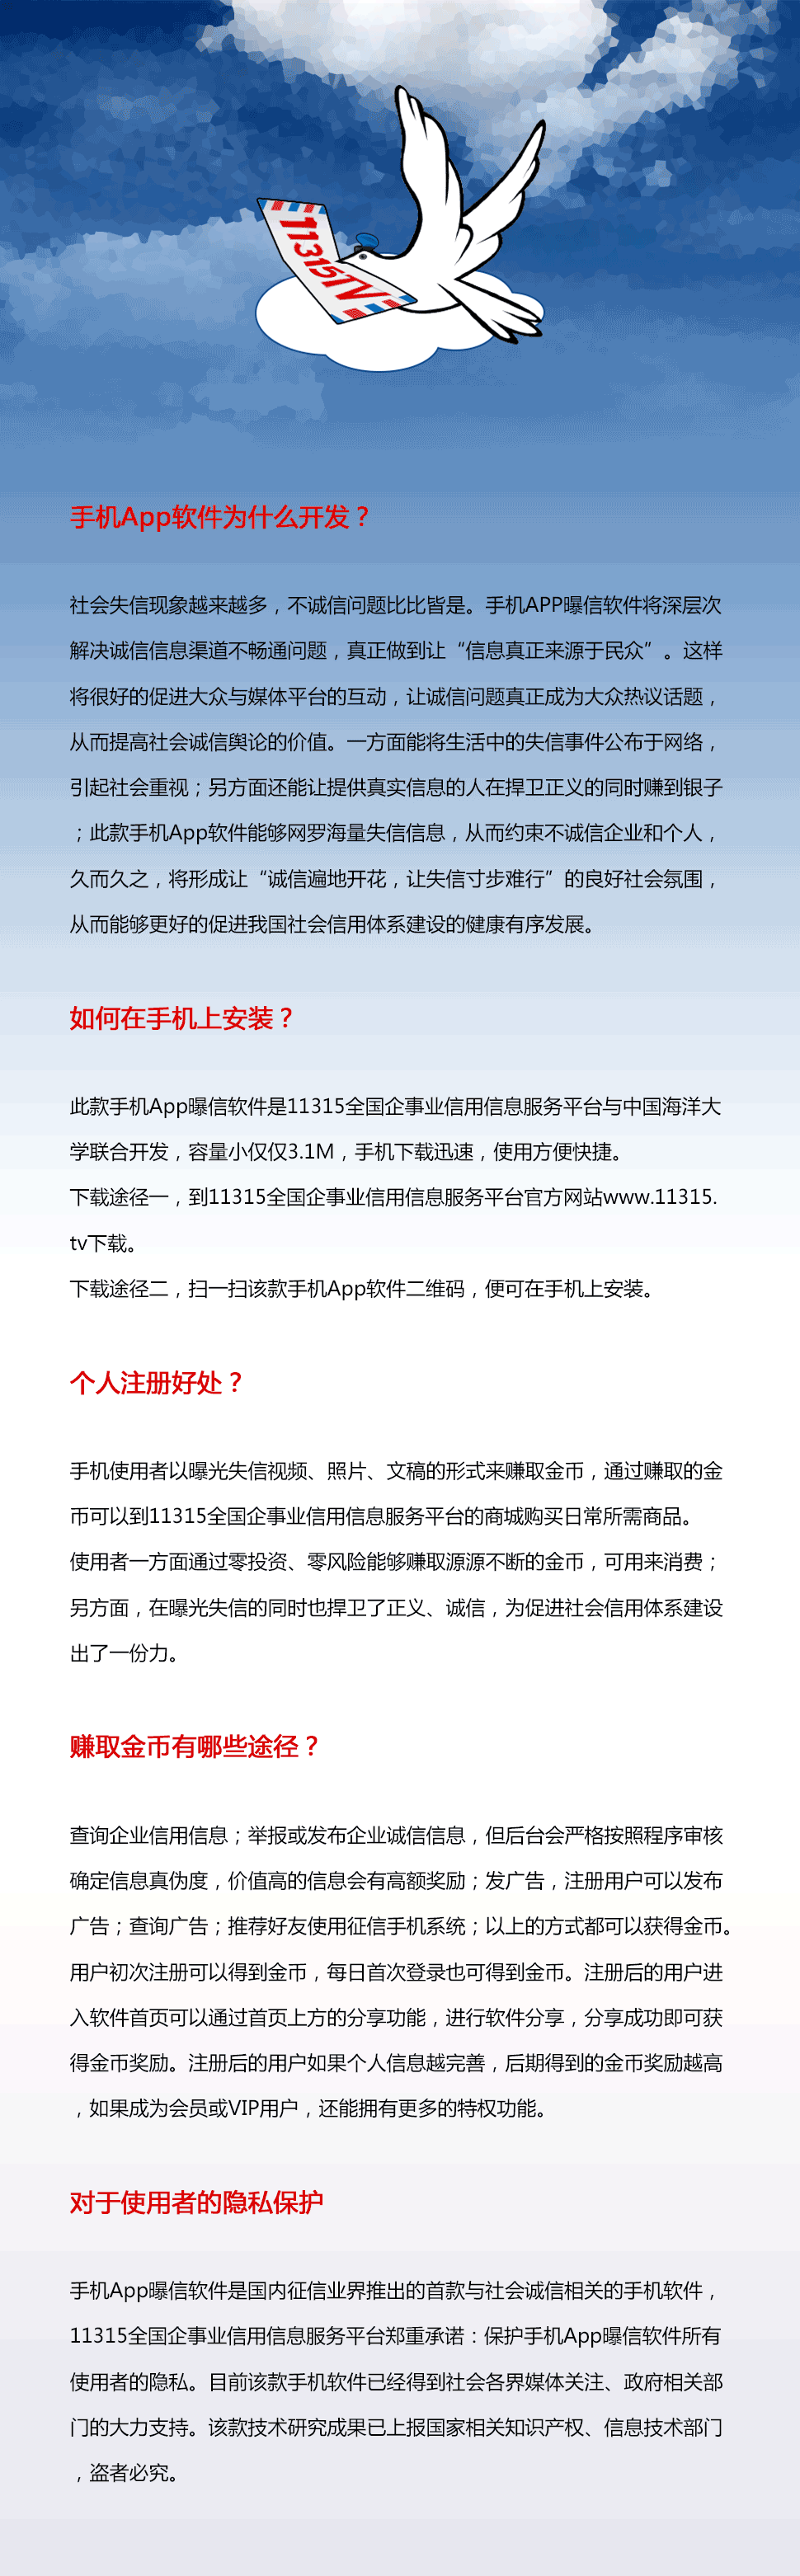 11315TV
手机App软件为什么开发？
社会失信现象越来越多，不诚信问题比比皆是。手机APP曝信软件将深层次
解决诚信信息渠道不畅通问题，真正做到让“信息真正来源于民众”。这样
将很好的促进大众与媒体平台的互动，让诚信问题真正成为大众热议话题，
从而提高社会诚信舆论的价值。一方面能将生活中的失信事件公布于网络，
引起社会重视；另方面还能让提供真实信息的人在捍卫正义的同时赚到银子
；此款手机App软件能够网罗海量失信信息，从而约束不诚信企业和个人，
久而久之，将形成让“诚信遍地开花，让失信寸步难行”的良好社会氛围，
从而能够更好的促进我国社会信用体系建设的健康有序发展。
如何在手机上安装？
此款手机App曝信软件是11315全国企事业信用信息服务平台与中国海洋大
学联合开发，容量小仅仅3.1M，手机下载迅速，使用方便快捷。
下载途径一，到11315全国企事业信用信息服务平台官方网站www.11315.
tv下载。
下载途径二，扫一扫该款手机App软件二维码，便可在手机上安装。
个人注册好处？
手机使用者以曝光失信视频、照片、文稿的形式来赚取金币，通过赚取的金
币可以到11315全国企事业信用信息服务平台的商城购买日常所需商品。
使用者一方面通过零投资、零风险能够赚取源源不断的金币，可用来消费；
另方面，在曝光失信的同时也捍卫了正义、诚信，为促进社会信用体系建设
出了一份力。
赚取金币有哪些途径？
查询企业信用信息；举报或发布企业诚信信息，但后台会严格按照程序审核
确定信息真伪度，价值高的信息会有高额奖励；发广告，注册用户可以发布
广告；查询广告；推荐好友使用征信手机系统；以上的方式都可以获得金币。
用户初次注册可以得到金币，每日首次登录也可得到金币。注册后的用户进
入软件首页可以通过首页上方的分享功能，进行软件分享，分享成功即可获
得金币奖励。注册后的用户如果个人信息越完善，后期得到的金币奖励越高
，如果成为会员或VIP用户，还能拥有更多的特权功能。
对于使用者的隐私保护
手机App曝信软件是国内征信业界推出的首款与社会诚信相关的手机软件，
11315全国企事业信用信息服务平台郑重承诺：保护手机App曝信软件所有
使用者的隐私。目前该款手机软件已经得到社会各界媒体关注、政府相关部
门的大力支持。该款技术研究成果已上报国家相关知识产权、信息技术部门
，盗者必究。